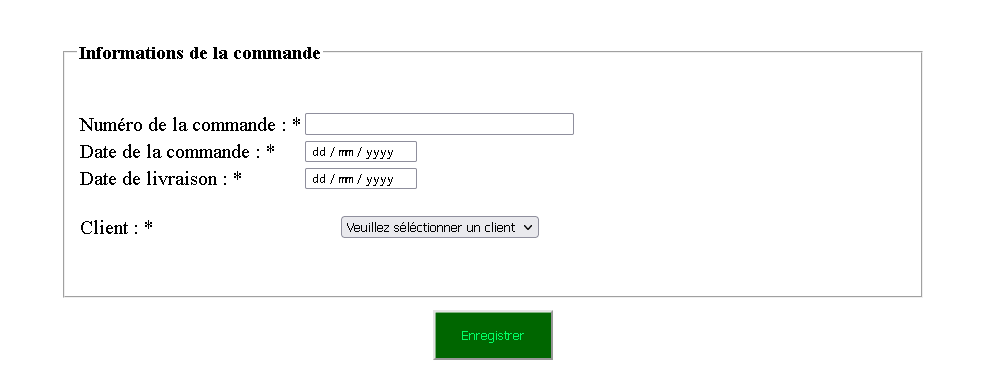 Informations de la commande
Numéro de la commande : *
Date de la commande : * dd / mm / yyyy
Date de livraison : * dd / mm / yyyy
Client : * Veuillez séléctionner un client
Enregistrer